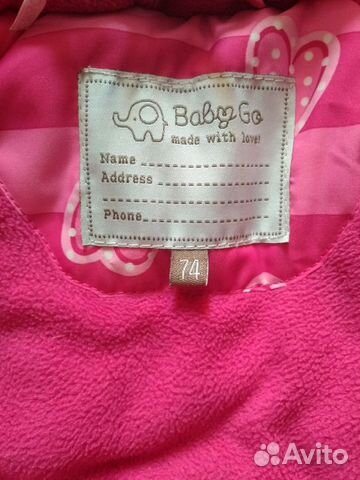 Baby Go
made with love!
Name
Address
Phone
74
Avito